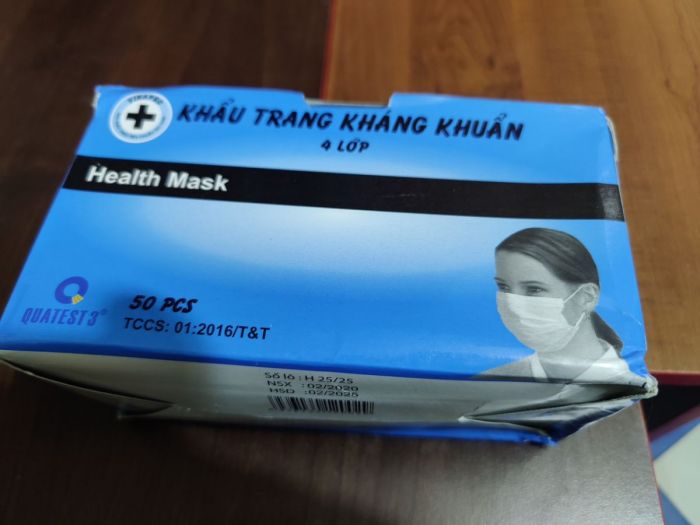 KHẨU TRANG KHÁNG KHUẨN
4 LỚP
Health Mask
QUATEST 3®
50 PCS
TCCS: 01:2016/T&T
Số lô : H 25/25
NSX : 02/2020
HSD : 02/2025